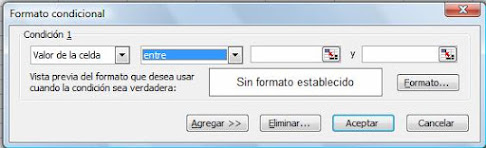 Formato condicional
Condición 1
Valor de la celda entre y
Vista previa del formato que desea usar
cuando la condición sea verdadera:
Sin formato establecido
Formato...
Agregar >> Eliminar... Aceptar Cancelar